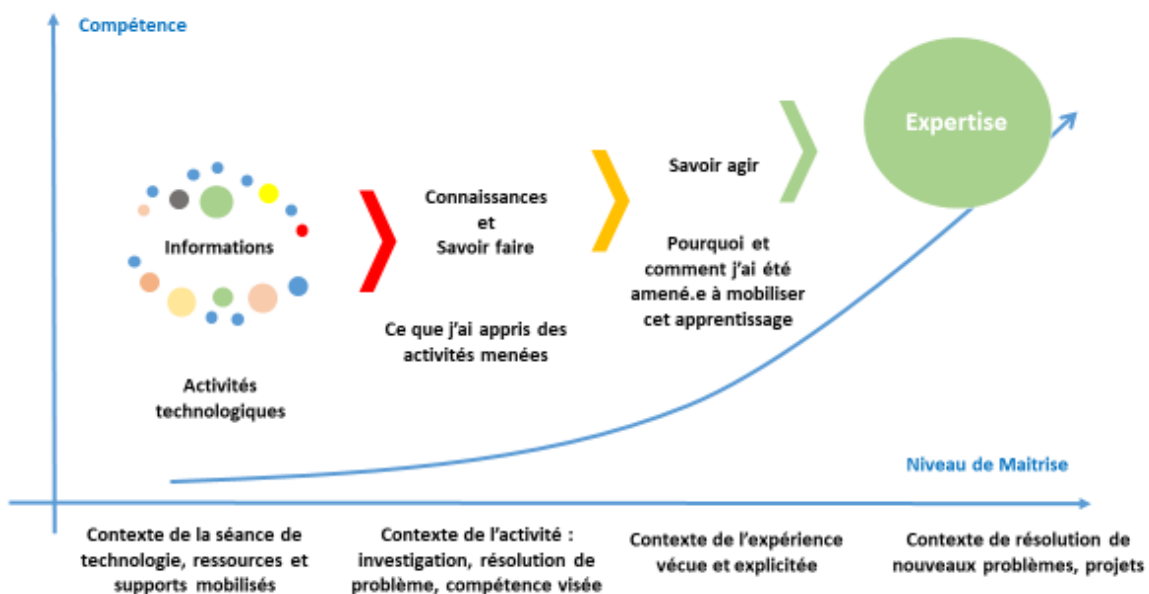 Compétence
Expertise
Informations
Activités
technologiques
Connaissances
et
Savoir faire
Ce que j'ai appris des
activités menées
Savoir agir
Pourquoi et
comment j'ai été
amené.e à mobiliser
cet apprentissage
Niveau de Maitrise
Contexte de la séance de
technologie, ressources et
supports mobilisés
Contexte de l'activité :
investigation, résolution de
problème, compétence visée
Contexte de l'expérience
vécue et explicitée
Contexte de résolution de
nouveaux problèmes, projets